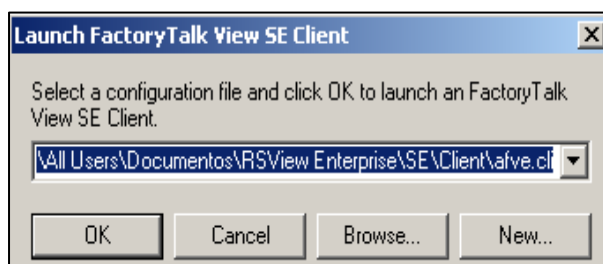 Launch FactoryTalk View SE Client
Select a configuration file and click OK to launch an FactoryTalk
View SE Client.
\All Users\Documentos\RSView Enterprise\SE\Client\afve.cli
OK
Cancel
Browse...
New...